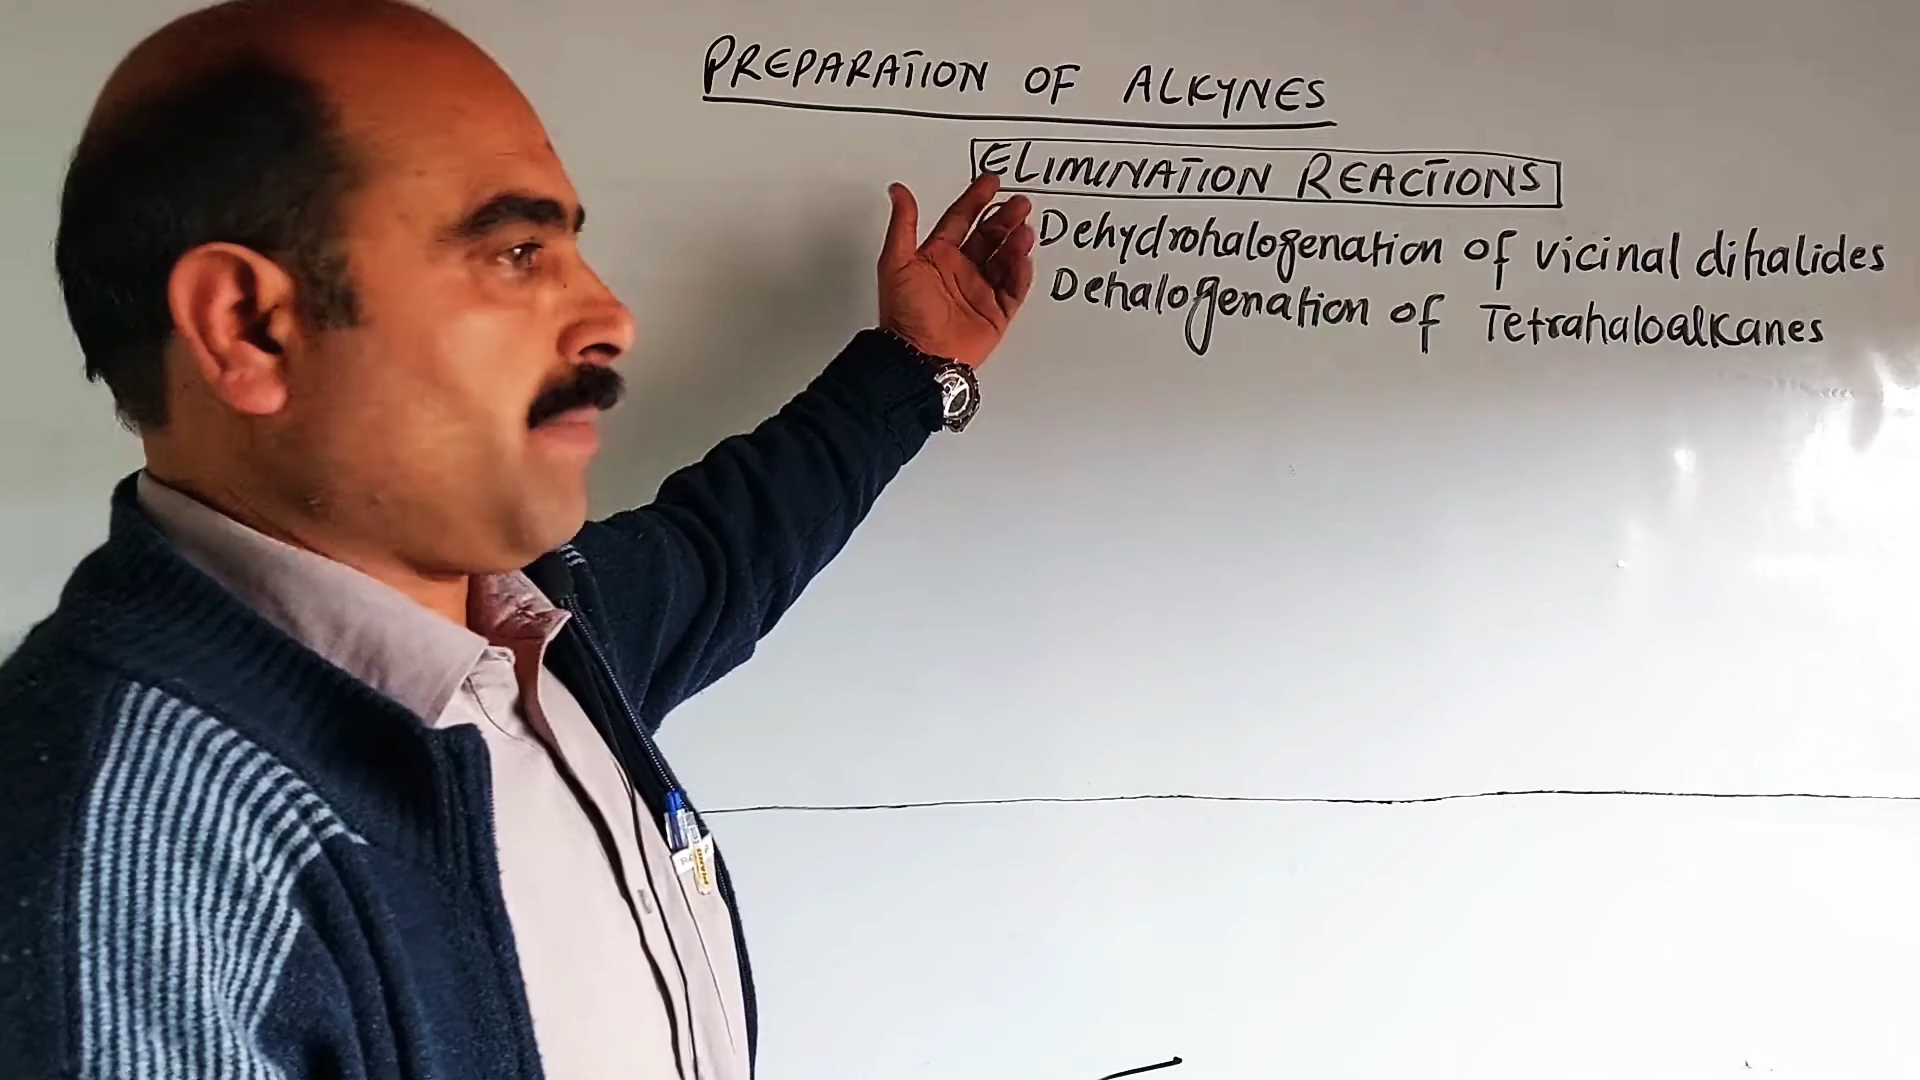 PREPARATION OF ALKYNES
ELIMINATION REACTIONS
Dehydrohalogenation of vicinal dihalides
Dehalogenation of Tetrahaloalkanes